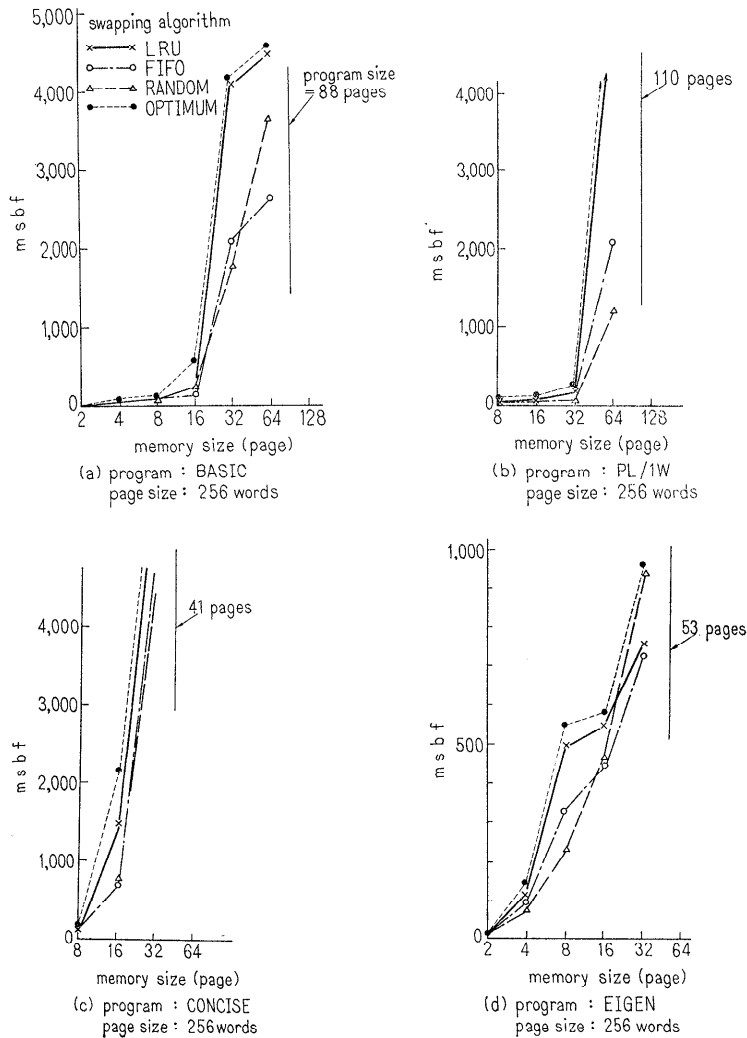 5,000
swapping algorithm
LRU
FIFO
RANDOM
OPTIMUM
4,000
3,000
2,000
1,000
0
msbf
program size
= 88 pages
2 4 8 16 32 64 128
memory size (page)
(a) program : BASIC
page size : 256 words
4,000
3,000
2,000
1,000
0
msbf
110 pages
8 16 32 64 128
memory size (page)
(b) program : PL/1W
page size : 256 words
4,000
3,000
2,000
1,000
0
msbf
41 pages
8 16 32 64
memory size (page)
(c) program : CONCISE
page size : 256 words
1,000
500
0
msbf
53 pages
2 4 8 16 32 64
memory size (page)
(d) program : EIGEN
page size : 256 words